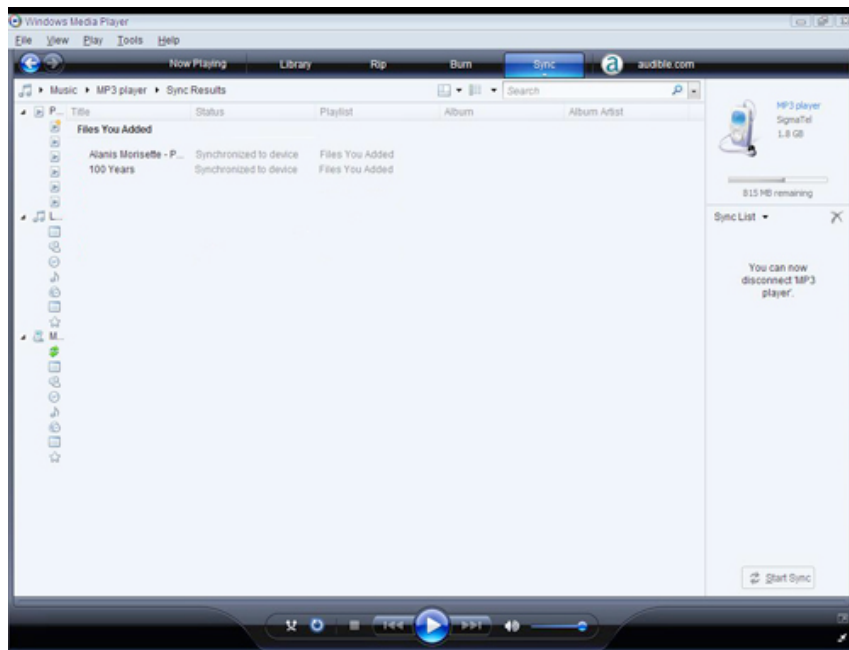 Windows Media Player
File View Play Tools Help
Now Playing Library Rip Burn Sync a audible.com
Music MP3 player Sync Results Search
P... Title Status Playlist Album Album Artist
Files You Added
Alanis Morisette - P... Synchronized to device Files You Added
100 Years Synchronized to device Files You Added
L...
M...
MP3 player
SigmaTel
1.8 GB
815 MB remaining
Sync List
You can now
disconnect 'MP3
player'.
Start Sync